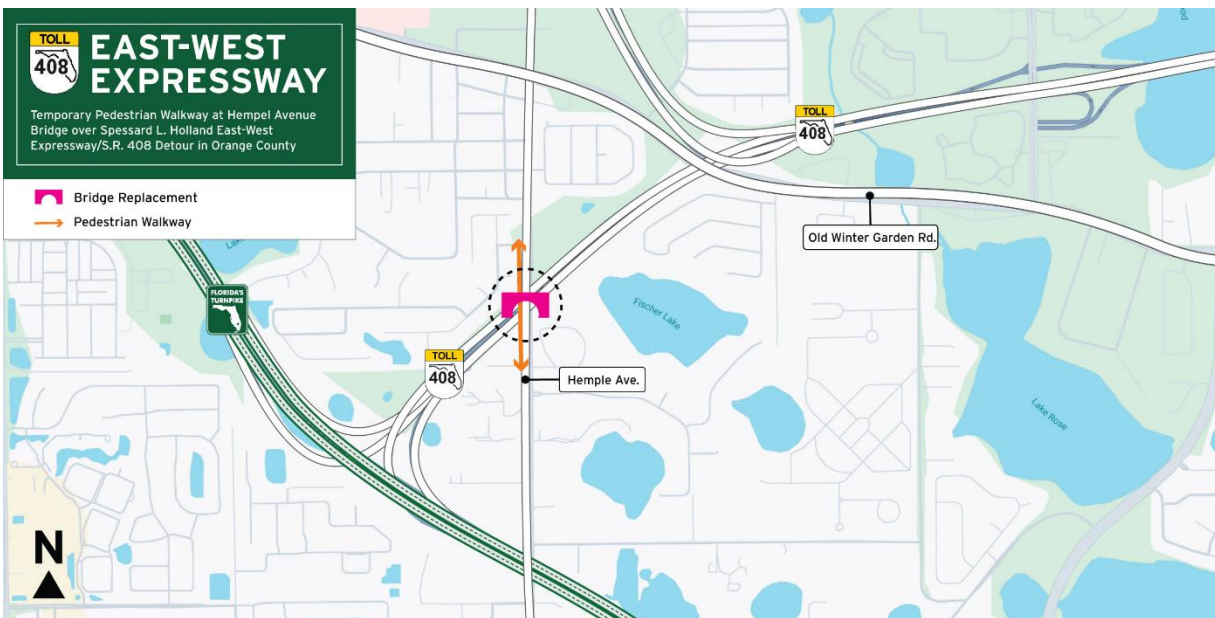 TOLL
408
EAST-WEST
EXPRESSWAY
Temporary Pedestrian Walkway at Hempel Avenue
Bridge over Spessard L. Holland East-West
Expressway/S.R. 408 Detour in Orange County
Bridge Replacement
Pedestrian Walkway
TOLL
408
Old Winter Garden Rd.
FLORIDA'S
TURNPIKE
Fischer Lake
TOLL
408
Hemple Ave.
Lake Rose
N